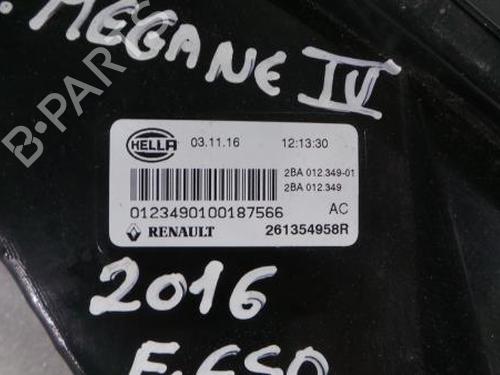 MEGANE IV
HELLA 03.11.16 12:13:30
2BA 012.349-01
2BA 012.349
0123490100187566 AC
RENAULT 261354958R
2016
B-PARTS